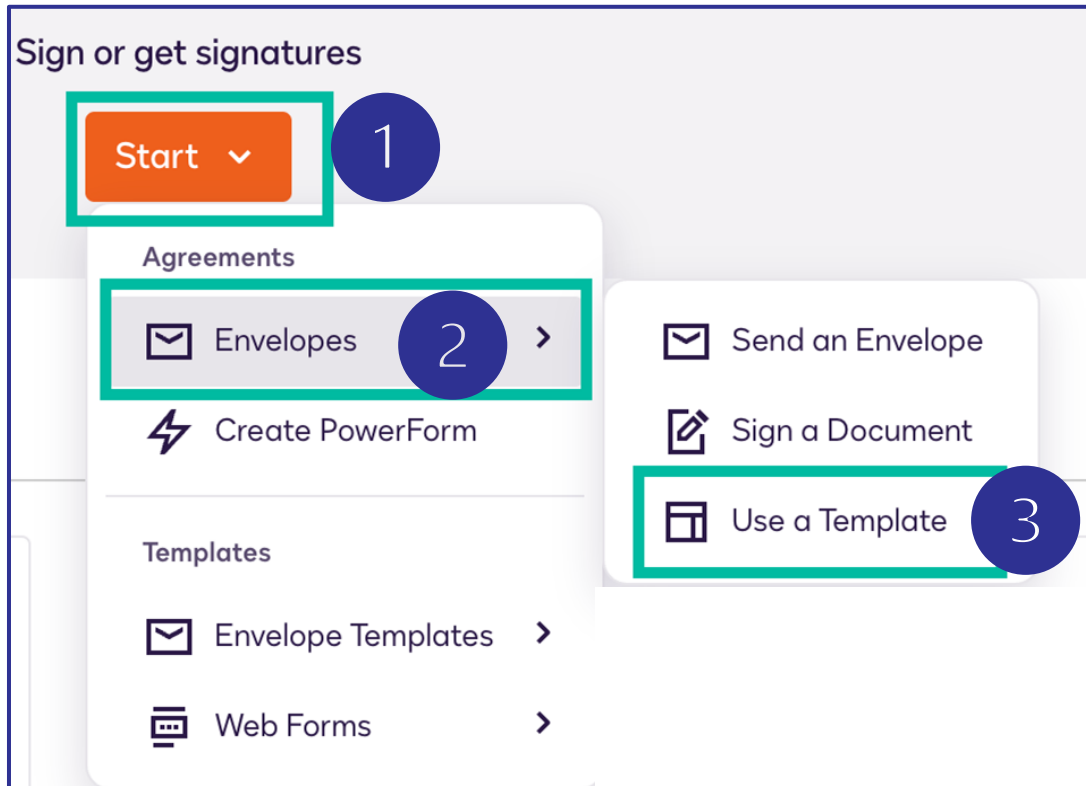 Sign or get signatures
Start
1
Agreements
Envelopes
2
Create PowerForm
Templates
Envelope Templates
Web Forms
Send an Envelope
Sign a Document
Use a Template
3